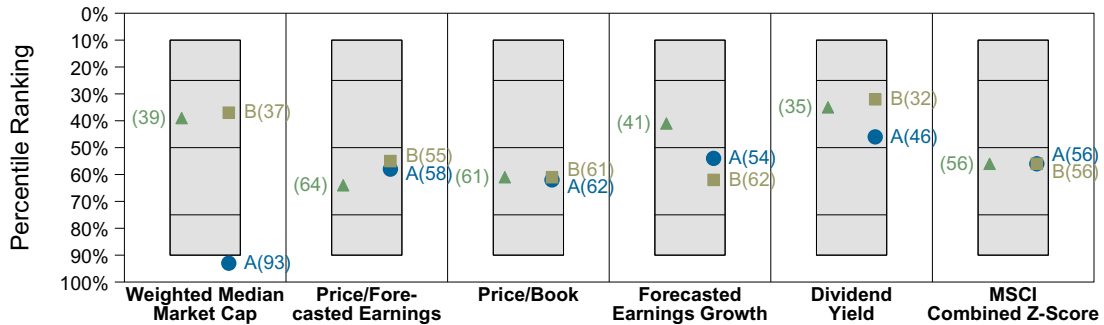 Percentile Ranking
0%
10%
20%
30%
40%
50%
60%
70%
80%
90%
100%
(39)
B(37)
A(93)
Weighted Median
Market Cap
(64)
B(55)
A(58)
Price/Fore-
casted Earnings
(61)
B(61)
A(62)
Price/Book
(41)
A(54)
B(62)
Forecasted
Earnings Growth
(35)
B(32)
A(46)
Dividend
Yield
(56)
A(56)
B(56)
MSCI
Combined Z-Score